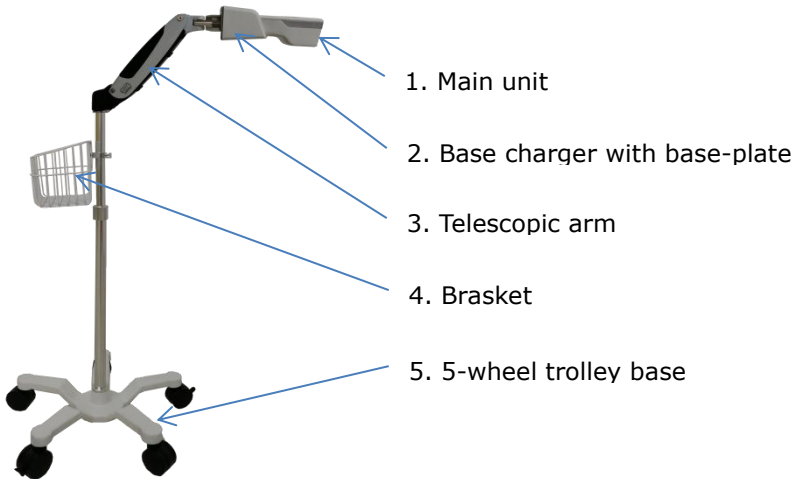 1. Main unit
2. Base charger with base-plate
3. Telescopic arm
4. Brasket
5. 5-wheel trolley base